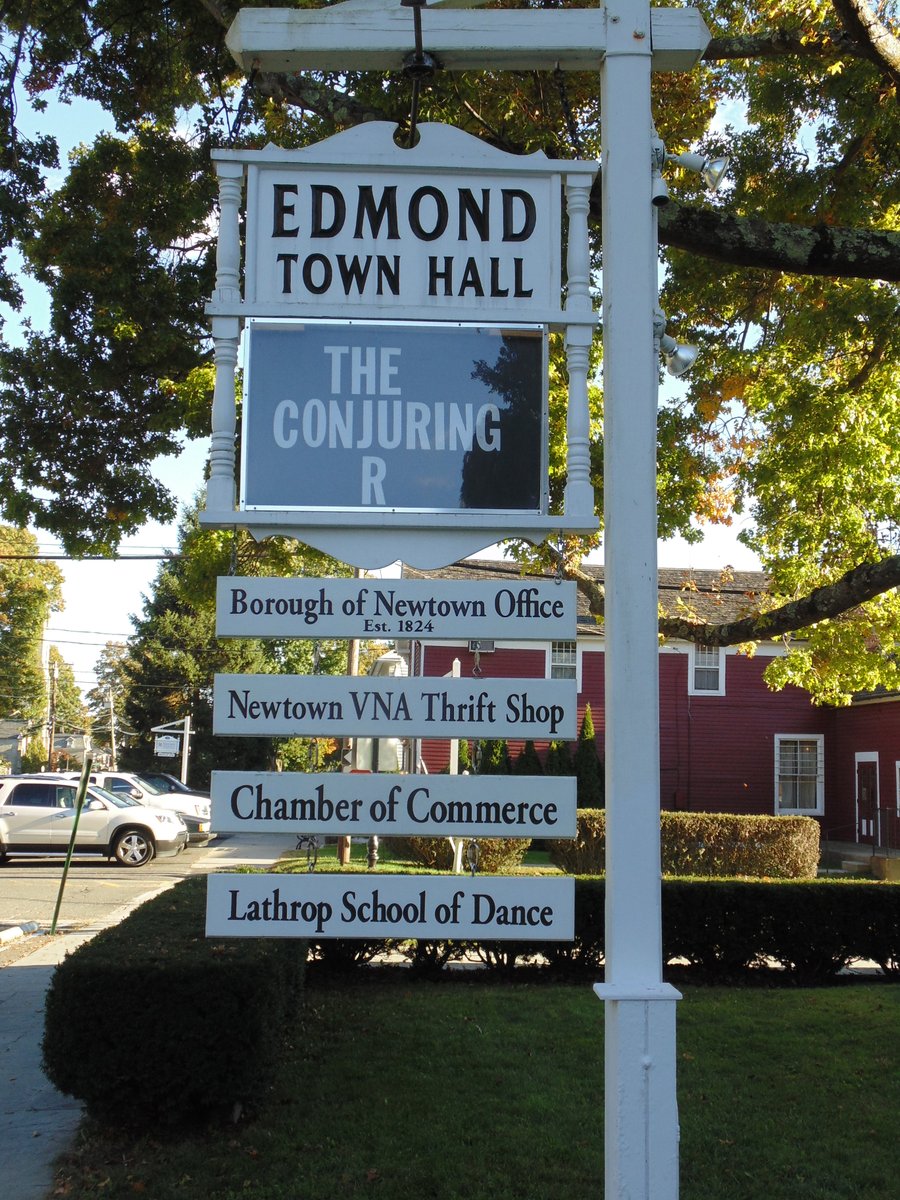 EDMOND
TOWN HALL
THE
CONJURING
R
Borough of Newtown Office
Est. 1824
Newtown VNA Thrift Shop
Chamber of Commerce
Lathrop School of Dance